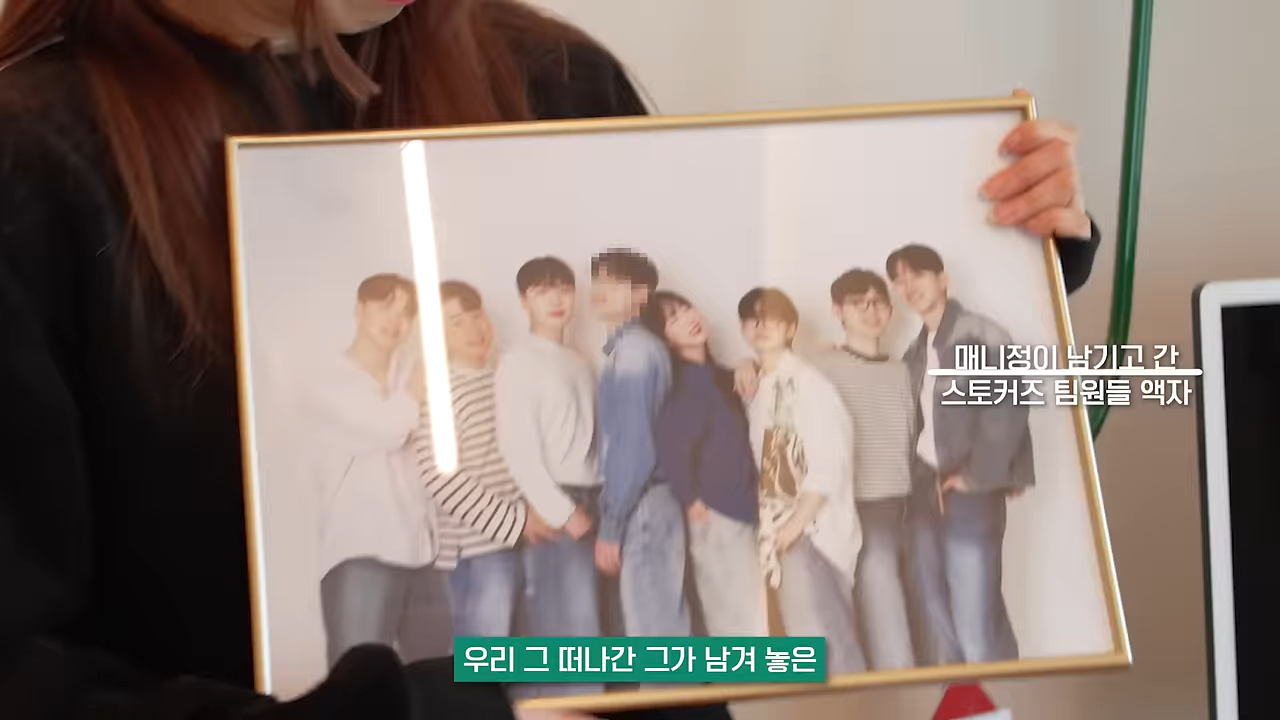 매니정이 남기고 간
스토커즈 팀원들 액자
우리 그 떠나간 그가 남겨 놓은